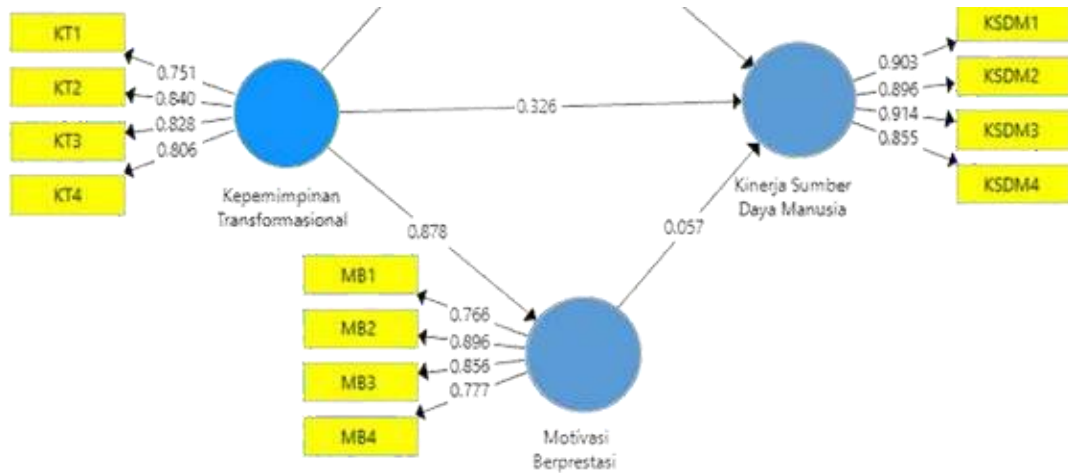 KT1
KT2
KT3
KT4
0.751
0.840
0.828
0.806
Kepemimpinan
Transformasional
0.326
0.878
0.057
KSDM1
KSDM2
KSDM3
KSDM4
0.903
0.896
0.914
0.855
Kinerja Sumber
Daya Manusia
MB1
MB2
MB3
MB4
0.766
0.896
0.856
0.777
Motivasi
Berprestasi